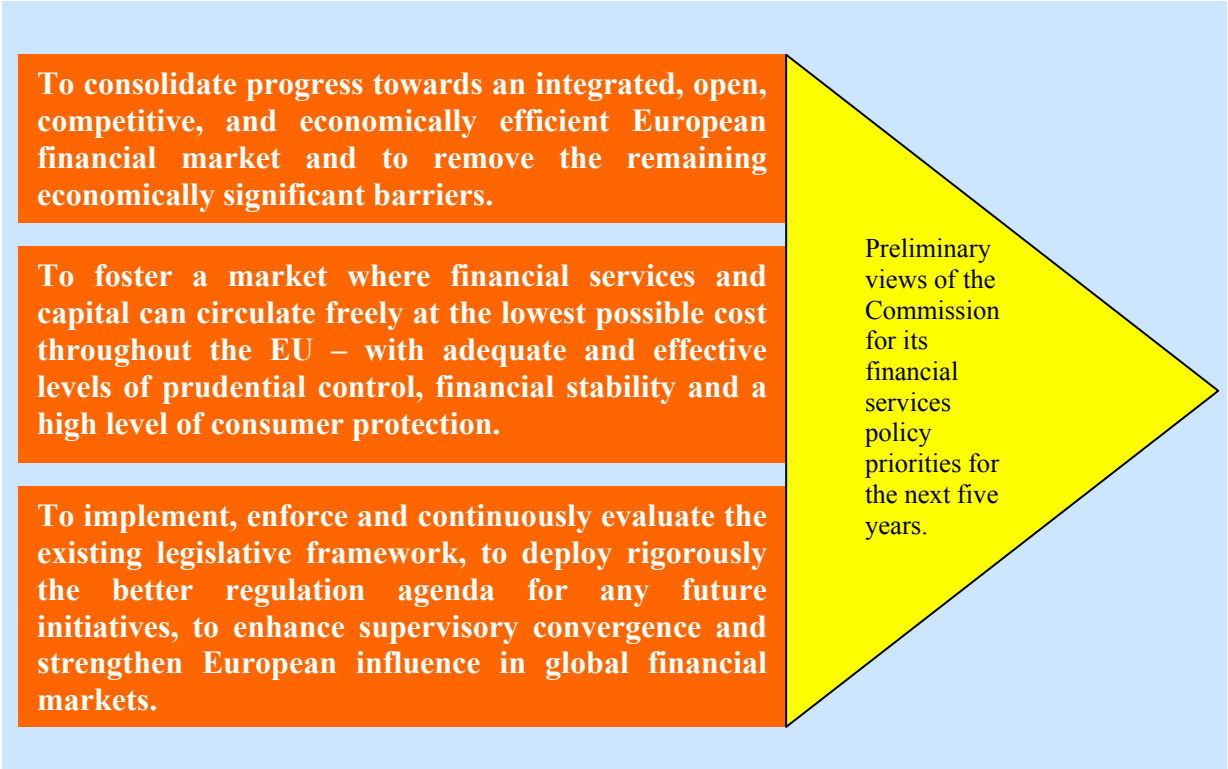 To consolidate progress towards an integrated, open,
competitive, and economically efficient European
financial market and to remove the remaining
economically significant barriers.
To foster a market where financial services and
capital can circulate freely at the lowest possible cost
throughout the EU – with adequate and effective
levels of prudential control, financial stability and a
high level of consumer protection.
To implement, enforce and continuously evaluate the
existing legislative framework, to deploy rigorously
the better regulation agenda for any future
initiatives, to enhance supervisory convergence and
strengthen European influence in global financial
markets.
Preliminary
views of the
Commission
for its
financial
services
policy
priorities for
the next five
years.